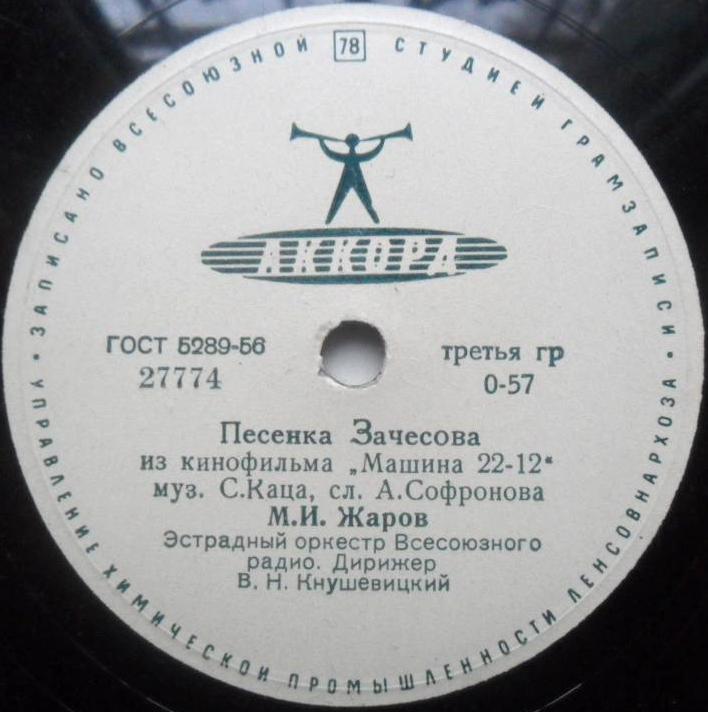 ЗАПИСАНО ВСЕСОЮЗНОЙ 78 СТУДИЕЙ ГРАМЗАПИСИ
АККОРД
ГОСТ 5289-56
третья гр
27774
0-57
Песенка Зачесова
из кинофильма „Машина 22-12"
муз. С.Каца, сл. А.Софронова
М.И. Жаров
Эстрадный оркестр Всесоюзного
радио. Дирижер
В. Н. Кнушевицкий
• УПРАВЛЕНИЕ ХИМИЧЕСКОЙ ПРОМЫШЛЕННОСТИ ЛЕНСОВНАРХОЗА •